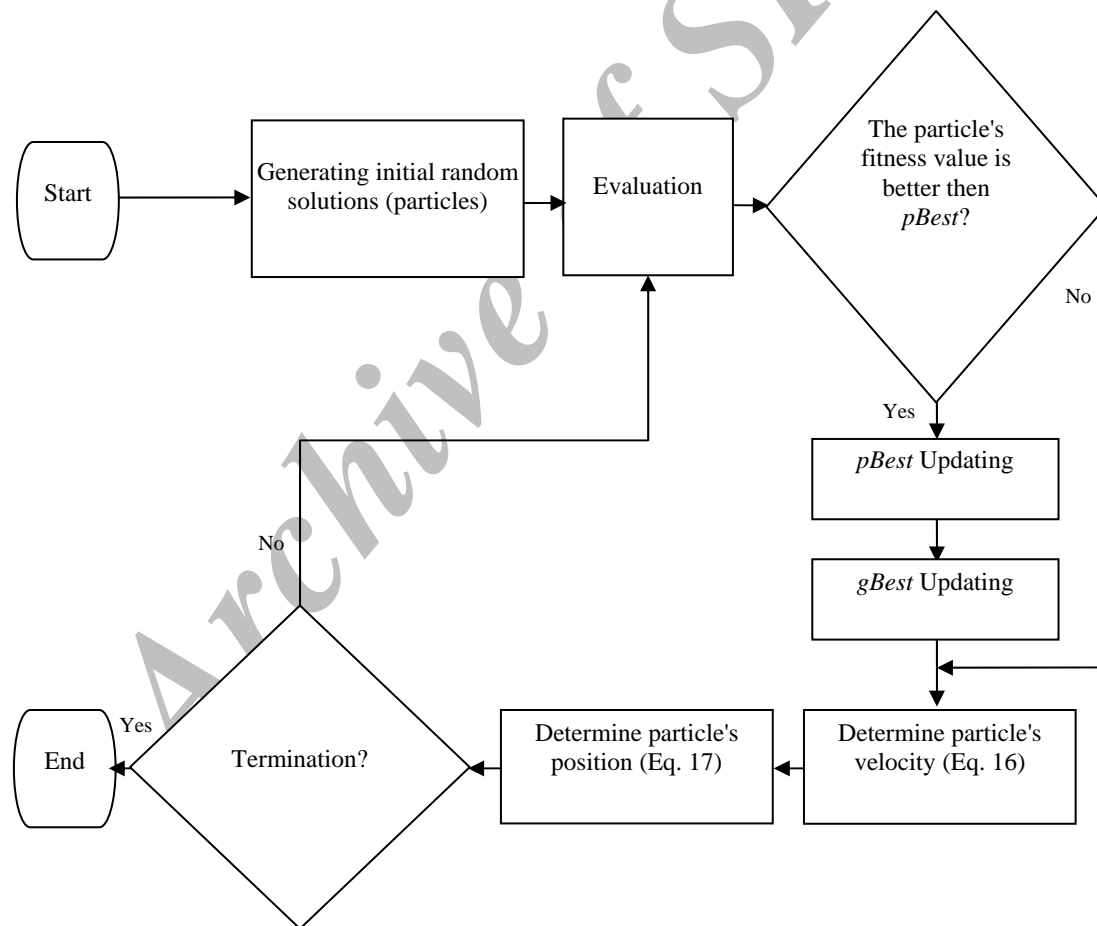 Start
Generating initial random
solutions (particles)
Evaluation
The particle's
fitness value is
better then
pBest?
No
Yes
pBest Updating
gBest Updating
Determine particle's
velocity (Eq. 16)
Determine particle's
position (Eq. 17)
Termination?
No
Yes
End
Archive of